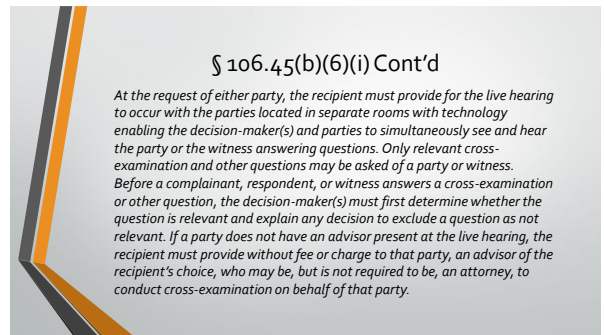 § 106.45(b)(6)(i) Cont'd
At the request of either party, the recipient must provide for the live hearing
to occur with the parties located in separate rooms with technology
enabling the decision-maker(s) and parties to simultaneously see and hear
the party or the witness answering questions. Only relevant cross-
examination and other questions may be asked of a party or witness.
Before a complainant, respondent, or witness answers a cross-examination
or other question, the decision-maker(s) must first determine whether the
question is relevant and explain any decision to exclude a question as not
relevant. If a party does not have an advisor present at the live hearing, the
recipient must provide without fee or charge to that party, an advisor of the
recipient's choice, who may be, but is not required to be, an attorney, to
conduct cross-examination on behalf of that party.